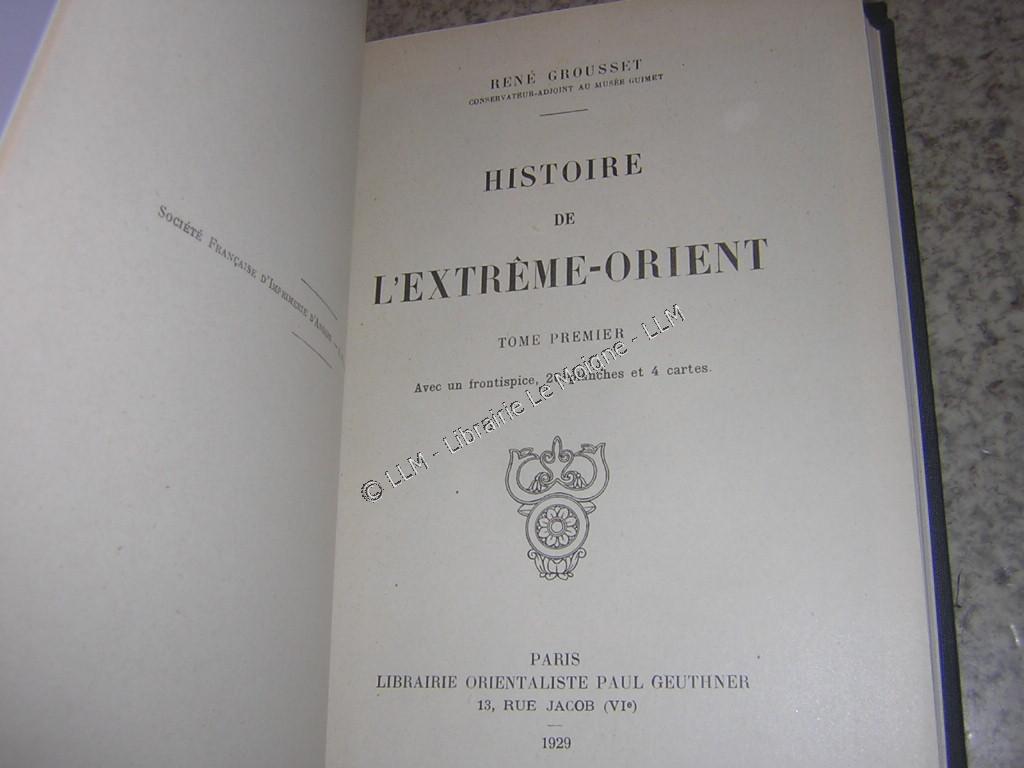 SOCIÉTÉ FRANÇAISE D'IMPRIMERIE D'ANGERS
RENÉ GROUSSET
CONSERVATEUR-ADJOINT AU MUSÉE GUIMET
HISTOIRE
DE
L'EXTRÊME-ORIENT
TOME PREMIER
Avec un frontispice, planches et 4 cartes.
© LLM - Librairie Le Moigne - LLM
PARIS
LIBRAIRIE ORIENTALISTE PAUL GEUTHNER
13, RUE JACOB (VIe)
1929